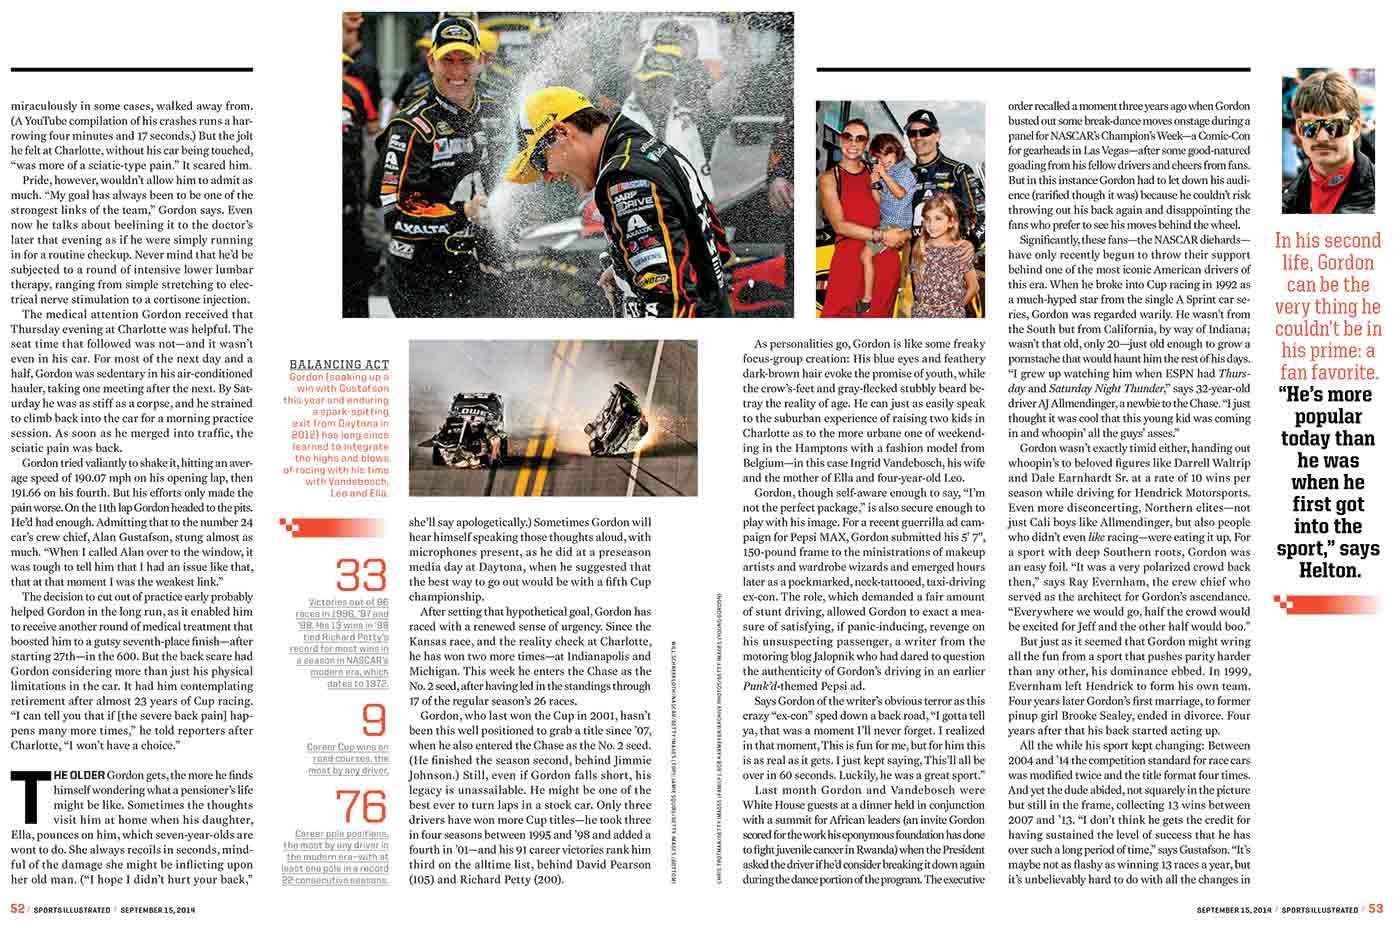 miraculously in some cases, walked away from.
(A YouTube compilation of his crashes runs a har-
rowing four minutes and 17 seconds.) But the jolt
he felt at Charlotte, without his car being touched,
“was more of a sciatic-type pain.” It scared him.
Pride, however, wouldn’t allow him to admit as
much. “My goal has always been to be one of the
strongest links of the team,” Gordon says. Even
now he talks about beelining it to the doctor’s
later that evening as if he were simply running
in for a routine checkup. Never mind that he’d be
subjected to a round of intensive lower lumbar
therapy, ranging from simple stretching to elec-
trical nerve stimulation to a cortisone injection.
The medical attention Gordon received that
Thursday evening at Charlotte was helpful. The
seat time that followed was not—and it wasn’t
even in his car. For most of the next day and a
half, Gordon was sedentary in his air-conditioned
hauler, taking one meeting after the next. By Sat-
urday he was as stiff as a corpse, and he strained
to climb back into the car for a morning practice
session. As soon as he merged into traffic, the
sciatic pain was back.
Gordon tried valiantly to shake it, hitting an aver-
age speed of 190.07 mph on his opening lap, then
191.66 on his fourth. But his efforts only made the
pain worse. On the 11th lap Gordon headed to the pits.
He’d had enough. Admitting that to the number 24
car’s crew chief, Alan Gustafson, stung almost as
much. “When I called Alan over to the window, it
was tough to tell him that I had an issue like that,
that at that moment I was the weakest link.”
The decision to cut out of practice early probably
helped Gordon in the long run, as it enabled him
to receive another round of medical treatment that
boosted him to a gutsy seventh-place finish—after
starting 27th—in the 600. But the back scare had
Gordon considering more than just his physical
limitations in the car. It had him contemplating
retirement after almost 23 years of Cup racing.
“I can tell you that if [the severe back pain] hap-
pens many more times,” he told reporters after
Charlotte, “I won’t have a choice.”
THE OLDER Gordon gets, the more he finds
himself wondering what a pensioner’s life
might be like. Sometimes the thoughts
visit him at home when his daughter,
Ella, pounces on him, which seven-year-olds are
wont to do. She always recoils in seconds, mind-
ful of the damage she might be inflicting upon
her old man. (“I hope I didn’t hurt your back,”
52 / SPORTS ILLUSTRATED / SEPTEMBER 15, 2014
BALANCING ACT
Gordon (soaking up a
win with Gustafson
this year and enduring
a spark-spitting
exit from Daytona in
2012) has long since
learned to integrate
the highs and blows
of racing with his time
with Vandebosch,
Leo and Ella.
33
Victories out of 96
races in 1996, ’97 and
’98. His 13 wins in ’98
tied Richard Petty’s
record for most wins in
a season in NASCAR’s
modern era, which
dates to 1972.
9
Career Cup wins on
road courses, the
most by any driver.
76
Career pole positions,
the most by any driver in
the modern era—with at
least one pole in a record
22 consecutive seasons.
she’ll say apologetically.) Sometimes Gordon will
hear himself speaking those thoughts aloud, with
microphones present, as he did at a preseason
media day at Daytona, when he suggested that
the best way to go out would be with a fifth Cup
championship.
After setting that hypothetical goal, Gordon has
raced with a renewed sense of urgency. Since the
Kansas race, and the reality check at Charlotte,
he has won two more times—at Indianapolis and
Michigan. This week he enters the Chase as the
No. 2 seed, after having led in the standings through
17 of the regular season’s 26 races.
Gordon, who last won the Cup in 2001, hasn’t
been this well positioned to grab a title since ’07,
when he also entered the Chase as the No. 2 seed.
(He finished the season second, behind Jimmie
Johnson.) Still, even if Gordon falls short, his
legacy is unassailable. He might be one of the
best ever to turn laps in a stock car. Only three
drivers have won more Cup titles—he took three
in four seasons between 1995 and ’98 and added a
fourth in ’01—and his 91 career victories rank him
third on the alltime list, behind David Pearson
(105) and Richard Petty (200).
As personalities go, Gordon is like some freaky
focus-group creation: His blue eyes and feathery
dark-brown hair evoke the promise of youth, while
the crow’s-feet and gray-flecked stubbly beard be-
tray the reality of age. He can just as easily speak
to the suburban experience of raising two kids in
Charlotte as to the more urbane one of weekend-
ing in the Hamptons with a fashion model from
Belgium—in this case Ingrid Vandebosch, his wife
and the mother of Ella and four-year-old Leo.
Gordon, though self-aware enough to say, “I’m
not the perfect package,” is also secure enough to
play with his image. For a recent guerrilla ad cam-
paign for Pepsi MAX, Gordon submitted his 5' 7",
150-pound frame to the ministrations of makeup
artists and wardrobe wizards and emerged hours
later as a pockmarked, neck-tattooed, taxi-driving
ex-con. The role, which demanded a fair amount
of stunt driving, allowed Gordon to exact a mea-
sure of satisfying, if panic-inducing, revenge on
his unsuspecting passenger, a writer from the
motoring blog Jalopnik who had dared to question
the authenticity of Gordon’s driving in an earlier
Punk’d-themed Pepsi ad.
Says Gordon of the writer’s obvious terror as this
crazy “ex-con” sped down a back road, “I gotta tell
ya, that was a moment I’ll never forget. I realized
in that moment, This is fun for me, but for him this
is as real as it gets. I just kept saying, This’ll all be
over in 60 seconds. Luckily, he was a great sport.”
Last month Gordon and Vandebosch were
White House guests at a dinner held in conjunction
with a summit for African leaders (an invite Gordon
scored for the work his eponymous foundation has done
to fight juvenile cancer in Rwanda) when the President
asked the driver if he’d consider breaking it down again
during the dance portion of the program. The executive
order recalled a moment three years ago when Gordon
busted out some break-dance moves onstage during a
panel for NASCAR’s Champion’s Week—a Comic-Con
for gearheads in Las Vegas—after some good-natured
goading from his fellow drivers and cheers from fans.
But in this instance Gordon had to let down his audi-
ence (rarified though it was) because he couldn’t risk
throwing out his back again and disappointing the
fans who prefer to see his moves behind the wheel.
Significantly, these fans—the NASCAR diehards—
have only recently begun to throw their support
behind one of the most iconic American drivers of
this era. When he broke into Cup racing in 1992 as
a much-hyped star from the single A Sprint car se-
ries, Gordon was regarded warily. He wasn’t from
the South but from California, by way of Indiana;
wasn’t that old, only 20—just old enough to grow a
pornstache that would haunt him the rest of his days.
“I grew up watching him when ESPN had Thurs-
day and Saturday Night Thunder,” says 32-year-old
driver AJ Allmendinger, a newbie to the Chase. “I just
thought it was cool that this young kid was coming
in and whoopin’ all the guys’ asses.”
Gordon wasn’t exactly timid either, handing out
whoopin’s to beloved figures like Darrell Waltrip
and Dale Earnhardt Sr. at a rate of 10 wins per
season while driving for Hendrick Motorsports.
Even more disconcerting, Northern elites—not
just Cali boys like Allmendinger, but also people
who didn’t even like racing—were eating it up. For
a sport with deep Southern roots, Gordon was
an easy foil. “It was a very polarized crowd back
then,” says Ray Evernham, the crew chief who
served as the architect for Gordon’s ascendance.
“Everywhere we would go, half the crowd would
be excited for Jeff and the other half would boo.”
But just as it seemed that Gordon might wring
all the fun from a sport that pushes parity harder
than any other, his dominance ebbed. In 1999,
Evernham left Hendrick to form his own team.
Four years later Gordon’s first marriage, to former
pinup girl Brooke Sealey, ended in divorce. Four
years after that his back started acting up.
All the while his sport kept changing: Between
2004 and ’14 the competition standard for race cars
was modified twice and the title format four times.
And yet the dude abided, not squarely in the picture
but still in the frame, collecting 13 wins between
2007 and ’13. “I don’t think he gets the credit for
having sustained the level of success that he has
over such a long period of time,” says Gustafson. “It’s
maybe not as flashy as winning 13 races a year, but
it’s unbelievably hard to do with all the changes in
In his second
life, Gordon
can be the
very thing he
couldn’t be in
his prime: a
fan favorite.
“He’s more
popular
today than
he was
when he
first got
into the
sport,” says
Helton.
SEPTEMBER 15, 2014 / SPORTS ILLUSTRATED / 53
AXALTA
DRIVE
AXALTA
SIEMENS
LOWE